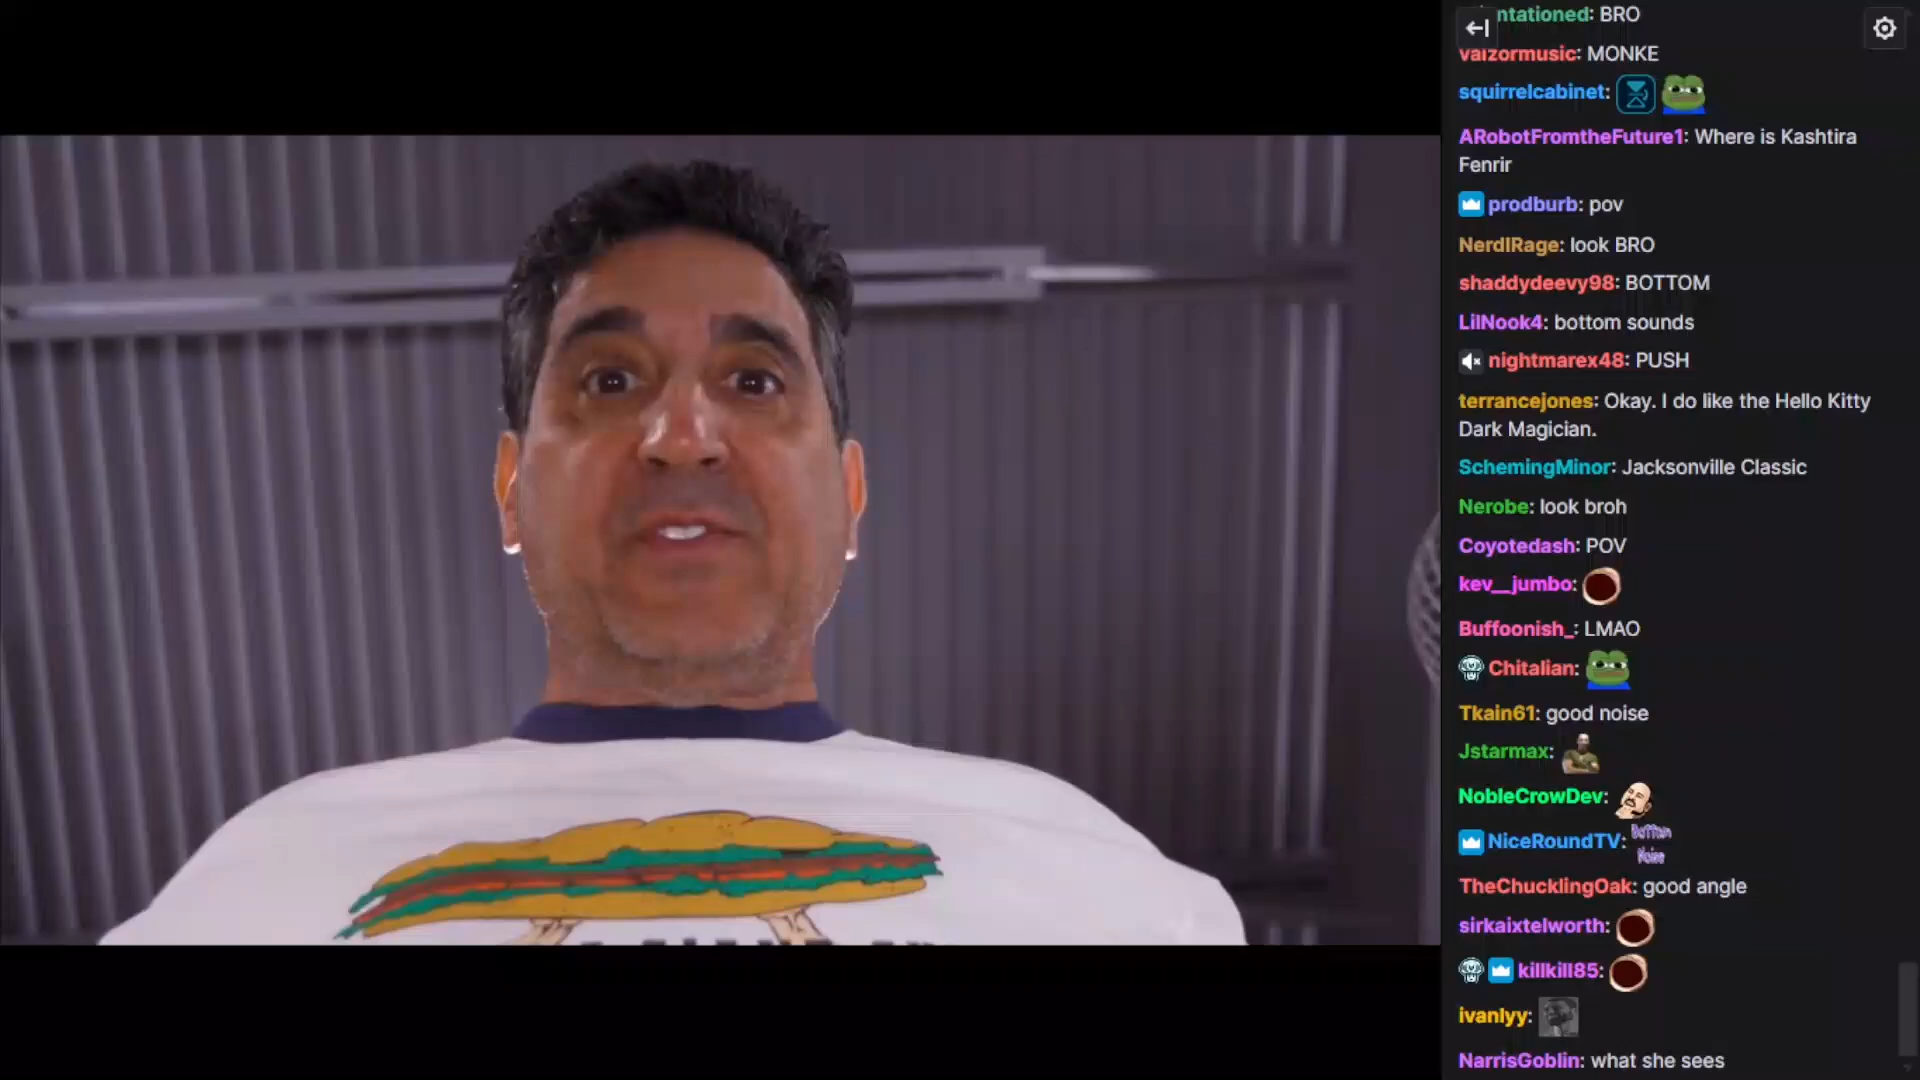 ntationed: BRO
valzormusic: MONKE
squirrelcabinet:
ARobotFromtheFuture1: Where is Kashtira
Fenrir
prodburb: pov
NerdIRage: look BRO
shaddydeevy98: BOTTOM
LilNook4: bottom sounds
nightmarex48: PUSH
terrancejones: Okay. I do like the Hello Kitty
Dark Magician.
SchemingMinor: Jacksonville Classic
Nerobe: look broh
Coyotedash: POV
kev__jumbo:
Buffoonish_: LMAO
Chitalian:
Tkain61: good noise
Jstarmax:
NobleCrowDev:
NiceRoundTV: Bottom
Noise
TheChucklingOak: good angle
sirkaixtelworth:
killkill85:
ivanlyy:
NarrisGoblin: what she sees